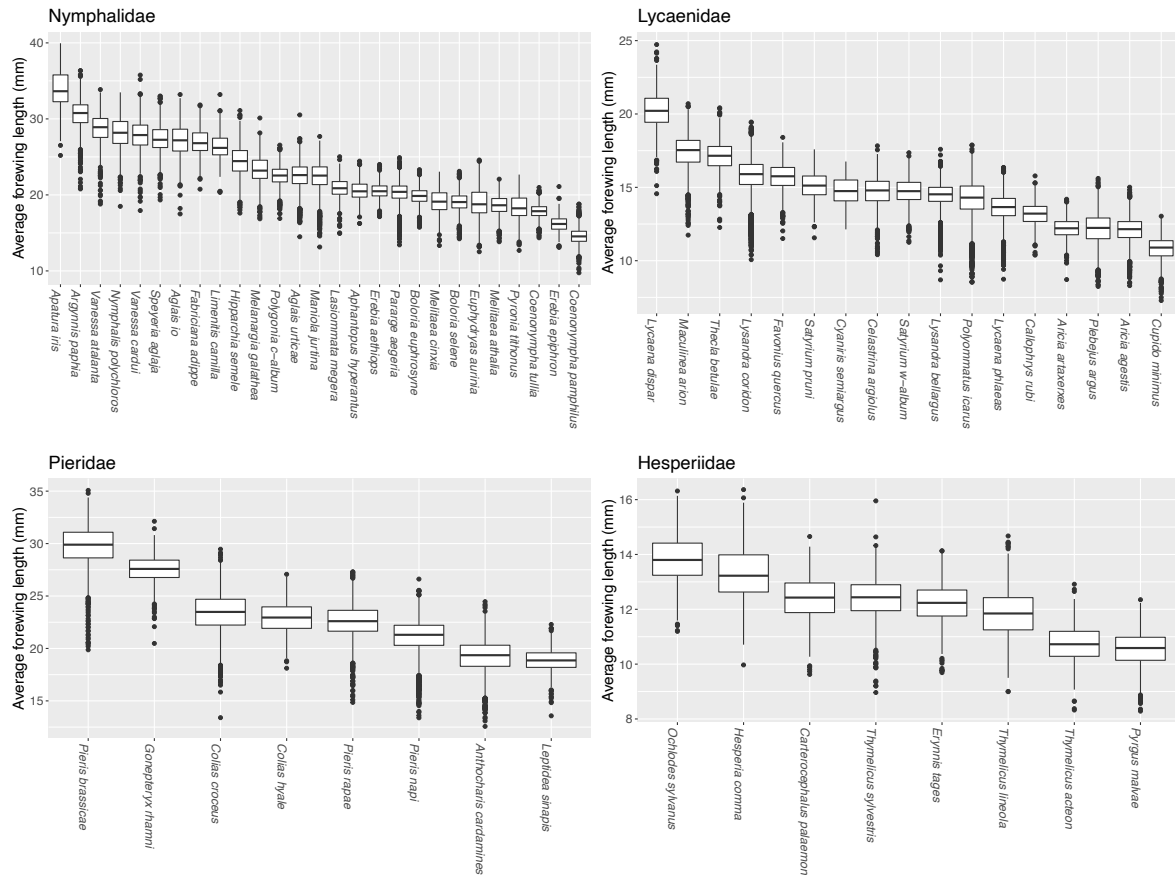 Nymphalidae
Average forewing length (mm)
40
30
20
10
Apatura iris
Argynnis paphia
Vanessa atalanta
Nymphalis polychloros
Vanessa cardui
Speyeria aglaja
Aglais io
Fabriciana adippe
Limenitis camilla
Hipparchia semele
Melanargia galathea
Polygonia c−album
Aglais urticae
Maniola jurtina
Lasiommata megera
Aphantopus hyperantus
Erebia aethiops
Pararge aegeria
Boloria euphrosyne
Melitaea cinxia
Boloria selene
Euphydryas aurinia
Melitaea athalia
Pyronia tithonus
Coenonympha tullia
Erebia epiphron
Coenonympha pamphilus
Lycaenidae
Average forewing length (mm)
25
20
15
10
Lycaena dispar
Maculinea arion
Thecla betulae
Lysandra coridon
Favonius quercus
Satyrium pruni
Cyaniris semiargus
Celastrina argiolus
Satyrium w−album
Lysandra bellargus
Polyommatus icarus
Lycaena phlaeas
Callophrys rubi
Aricia artaxerxes
Plebejus argus
Aricia agestis
Cupido minimus
Pieridae
Average forewing length (mm)
35
30
25
20
15
Pieris brassicae
Gonepteryx rhamni
Colias croceus
Colias hyale
Pieris rapae
Pieris napi
Anthocharis cardamines
Leptidea sinapis
Hesperiidae
Average forewing length (mm)
16
14
12
10
8
Ochlodes sylvanus
Hesperia comma
Carterocephalus palaemon
Thymelicus sylvestris
Erynnis tages
Thymelicus lineola
Thymelicus acteon
Pyrgus malvae